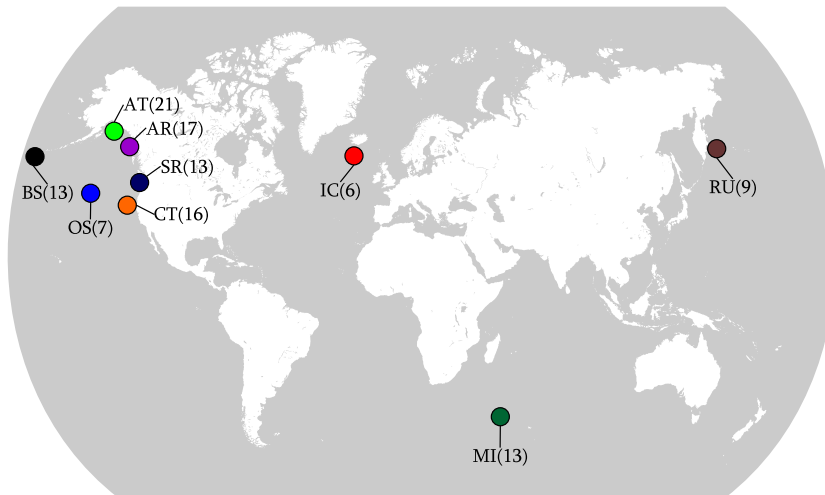 AT(21)
AR(17)
SR(13)
BS(13)
IC(6)
RU(9)
OS(7)
CT(16)
MI(13)